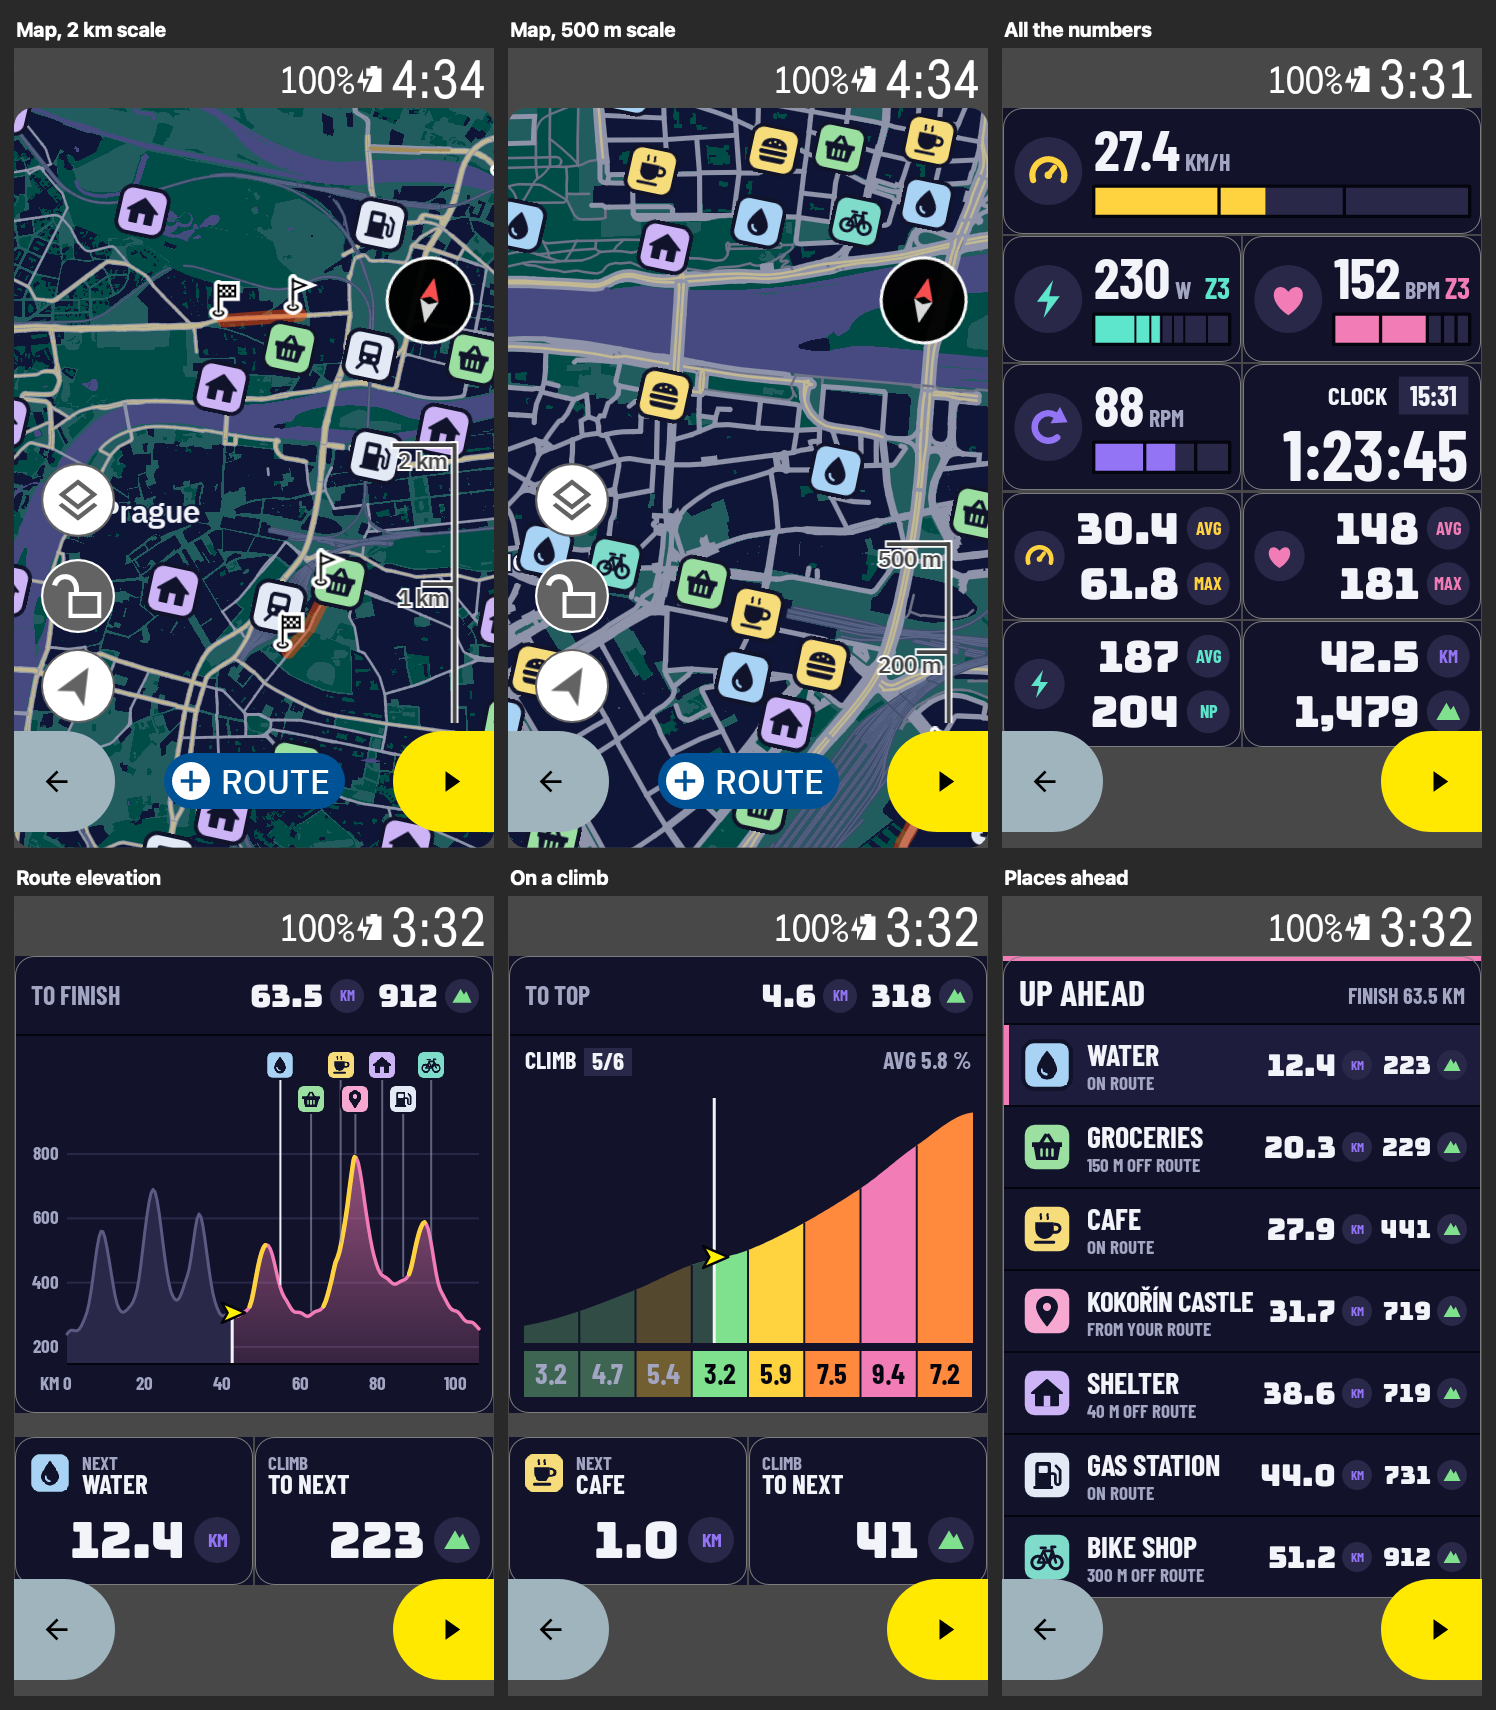 Map, 2 km scale
100% 4:34
Prague
2 km
1 km
ROUTE
Map, 500 m scale
100% 4:34
500 m
200 m
ROUTE
All the numbers
100% 3:31
27.4 KM/H
230 W Z3
152 BPM Z3
88 RPM
CLOCK 15:31
1:23:45
30.4 AVG
61.8 MAX
148 AVG
181 MAX
187 AVG
204 NP
42.5 KM
1,479
Route elevation
100% 3:32
TO FINISH 63.5 KM 912
800
600
400
200
KM 0 20 40 60 80 100
NEXT
WATER
12.4 KM
CLIMB
TO NEXT
223
On a climb
100% 3:32
TO TOP 4.6 KM 318
CLIMB 5/6 AVG 5.8 %
3.2 4.7 5.4 3.2 5.9 7.5 9.4 7.2
NEXT
CAFE
1.0 KM
CLIMB
TO NEXT
41
Places ahead
100% 3:32
UP AHEAD FINISH 63.5 KM
WATER 12.4 KM 223
ON ROUTE
GROCERIES 20.3 KM 229
150 M OFF ROUTE
CAFE 27.9 KM 441
ON ROUTE
KOKOŘÍN CASTLE 31.7 KM 719
FROM YOUR ROUTE
SHELTER 38.6 KM 719
40 M OFF ROUTE
GAS STATION 44.0 KM 731
ON ROUTE
BIKE SHOP 51.2 KM 912
300 M OFF ROUTE